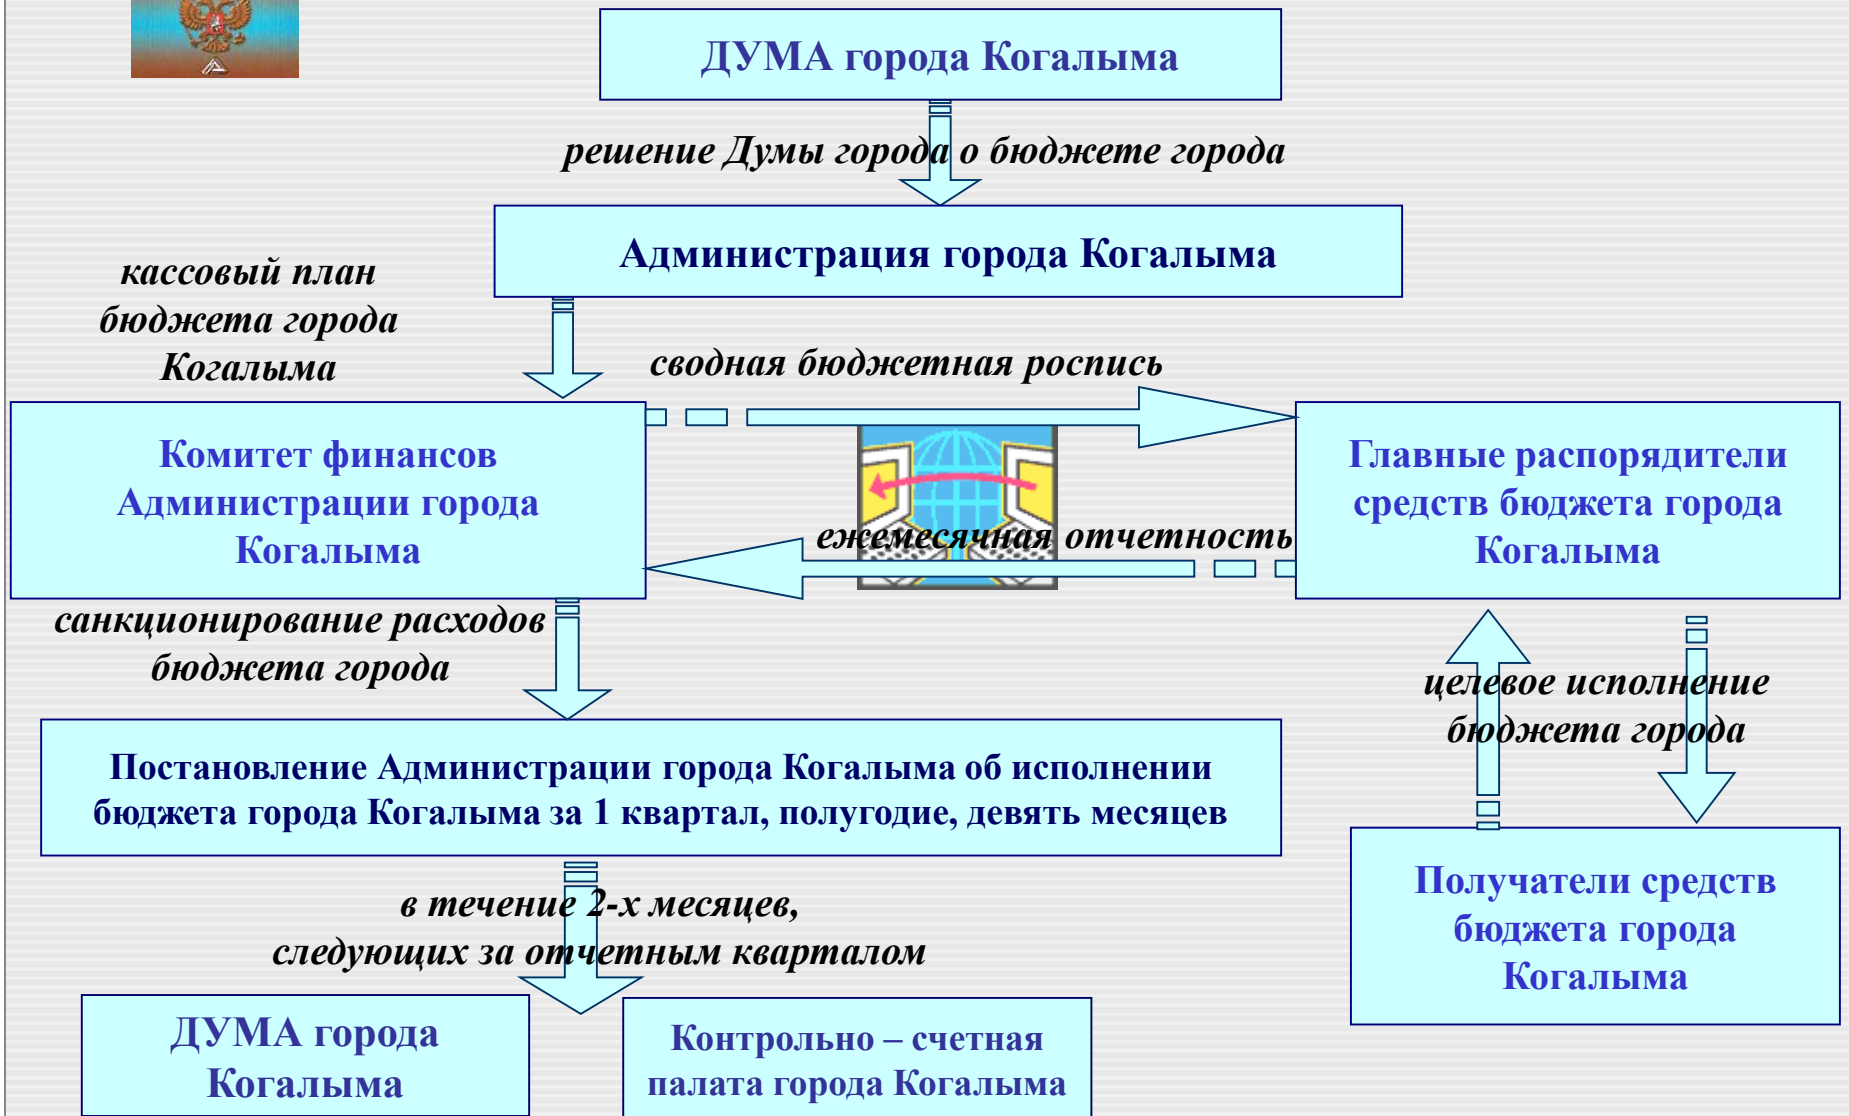 ДУМА города Когалыма
решение Думы города о бюджете города
Администрация города Когалыма
кассовый план
бюджета города
Когалыма
сводная бюджетная роспись
Комитет финансов
Администрации города
Когалыма
Главные распорядители
средств бюджета города
Когалыма
ежемесячная отчетность
санкционирование расходов
бюджета города
целевое исполнение
бюджета города
Постановление Администрации города Когалыма об исполнении
бюджета города Когалыма за 1 квартал, полугодие, девять месяцев
Получатели средств
бюджета города
Когалыма
в течение 2-х месяцев,
следующих за отчетным кварталом
ДУМА города
Когалыма
Контрольно – счетная
палата города Когалыма